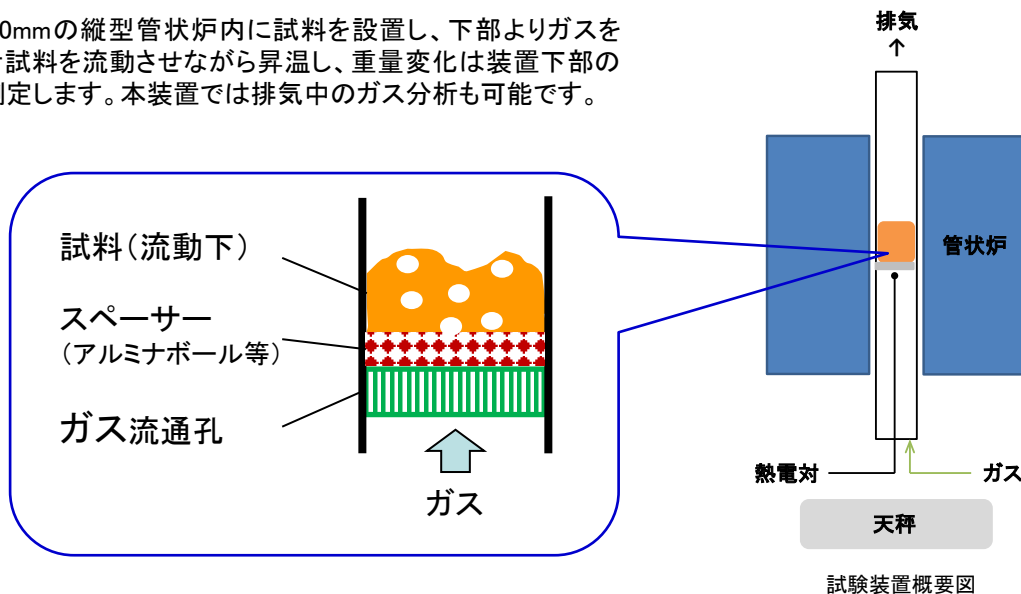 0mmの縦型管状炉内に試料を設置し、下部よりガスを
試料を流動させながら昇温し、重量変化は装置下部の
測定します。本装置では排気中のガス分析も可能です。
排気
↑
試料（流動下）
スペーサー
（アルミナボール等）
ガス流通孔
ガス
管状炉
熱電対
ガス
天秤
試験装置概要図